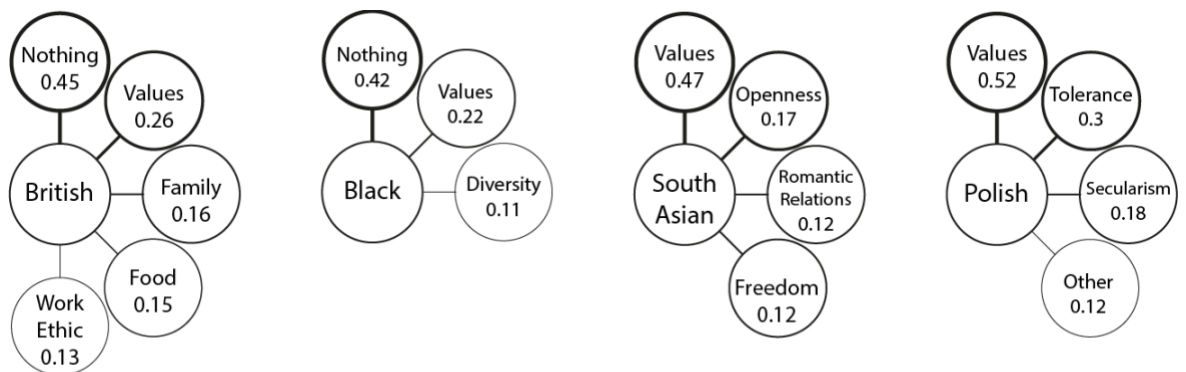 Nothing
0.45
Values
0.26
British
Family
0.16
Food
0.15
Work
Ethic
0.13
Nothing
0.42
Values
0.22
Black
Diversity
0.11
Values
0.47
Openness
0.17
South
Asian
Romantic
Relations
0.12
Freedom
0.12
Values
0.52
Tolerance
0.3
Polish
Secularism
0.18
Other
0.12